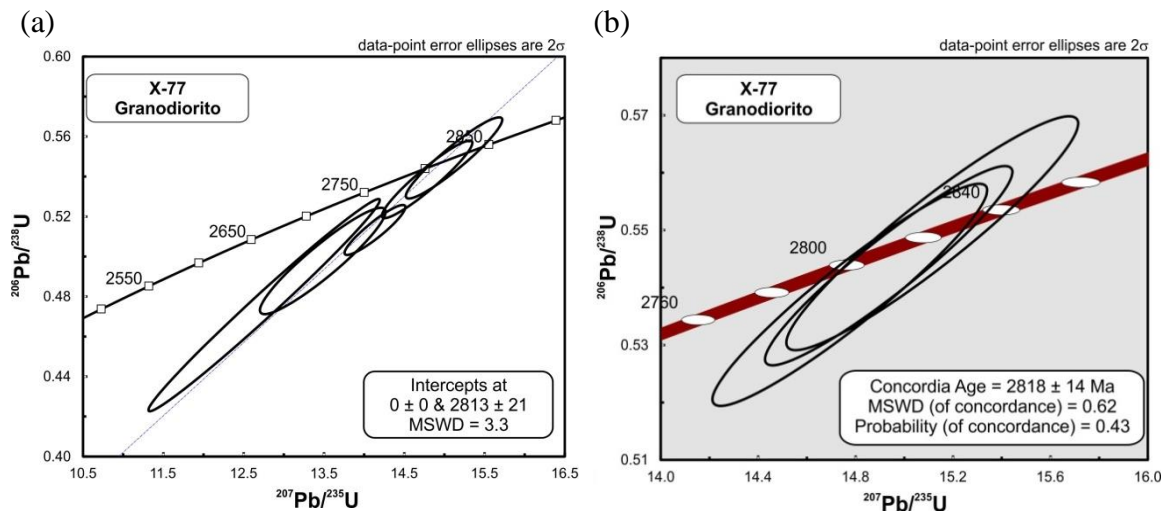 (a)
data-point error ellipses are 2σ
X-77
Granodiorito
0.60
0.56
0.52
0.48
0.44
0.40
2850
2750
2650
2550
Intercepts at
0 ± 0 & 2813 ± 21
MSWD = 3.3
10.5 11.5 12.5 13.5 14.5 15.5 16.5
²⁰⁷Pb/²³⁵U
²⁰⁶Pb/²³⁸U
(b)
data-point error ellipses are 2σ
X-77
Granodiorito
0.57
0.55
0.53
0.51
2840
2800
2760
Concordia Age = 2818 ± 14 Ma
MSWD (of concordance) = 0.62
Probability (of concordance) = 0.43
14.0 14.4 14.8 15.2 15.6 16.0
²⁰⁷Pb/²³⁵U
²⁰⁶Pb/²³⁸U